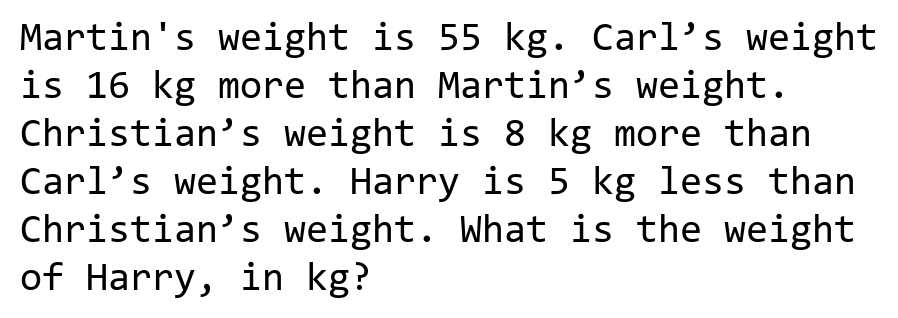 Martin's weight is 55 kg. Carl’s weight
is 16 kg more than Martin’s weight.
Christian’s weight is 8 kg more than
Carl’s weight. Harry is 5 kg less than
Christian’s weight. What is the weight
of Harry, in kg?